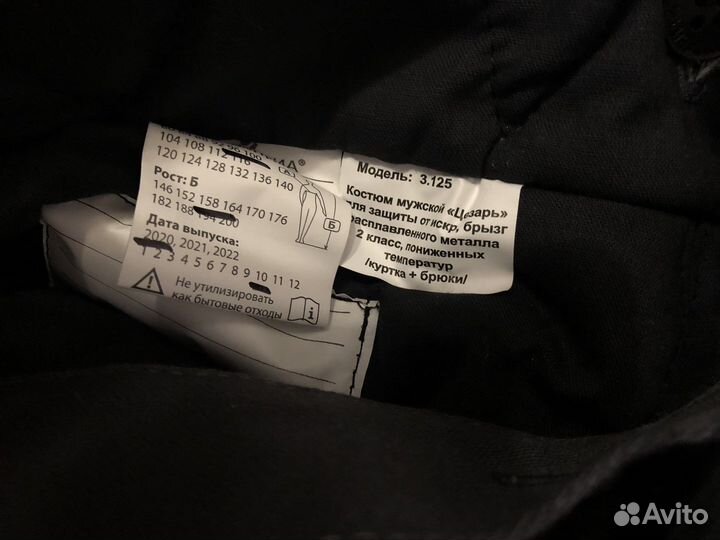 96 100
104 108 112 116
120 124 128 132 136 140
Рост: Б
146 152 158 164 170 176
182 188 194 200
Б
Дата выпуска:
2020, 2021, 2022
1 2 3 4 5 6 7 8 9 10 11 12
Не утилизировать
как бытовые отходы
Модель: 3.125
Костюм мужской «Цезарь»
для защиты от искр, брызг
расплавленного металла
2 класс, пониженных
температур
/куртка + брюки/
Avito